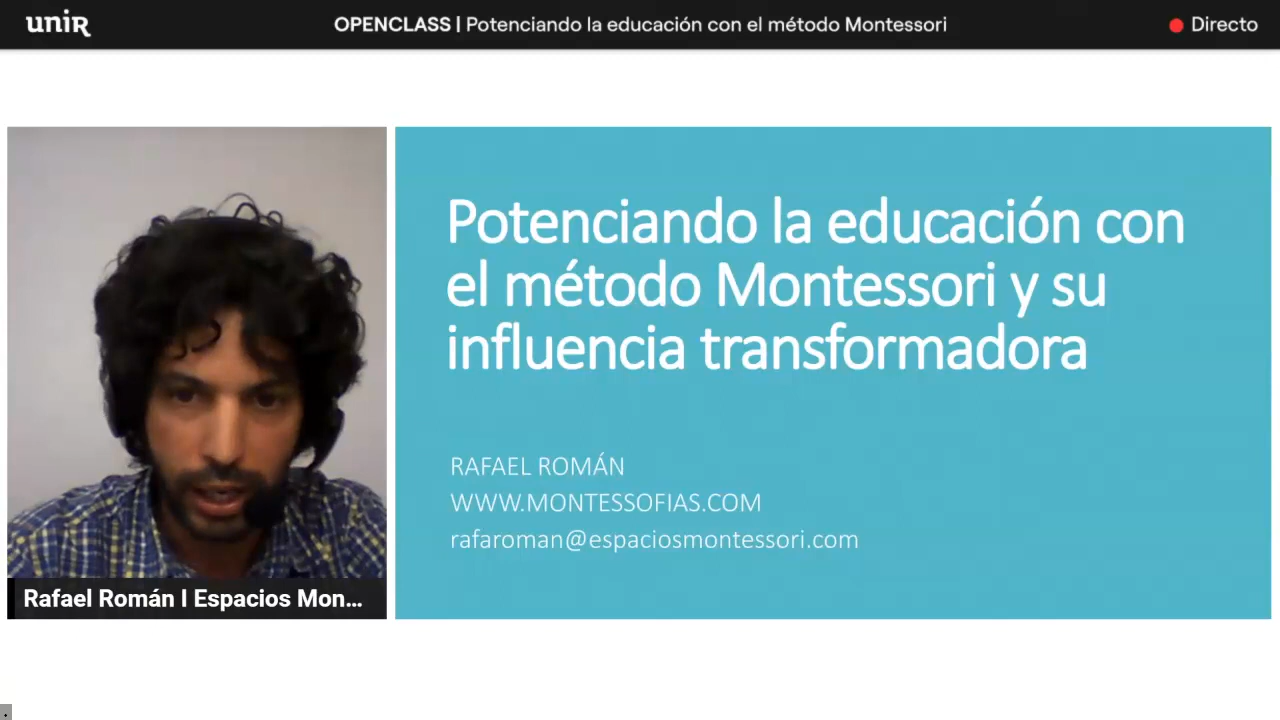 unir
OPENCLASS | Potenciando la educación con el método Montessori
Directo
Potenciando la educación con
el método Montessori y su
influencia transformadora
RAFAEL ROMÁN
WWW.MONTESSOFIAS.COM
rafaroman@espaciosmontessori.com
Rafael Román I Espacios Mon...
.